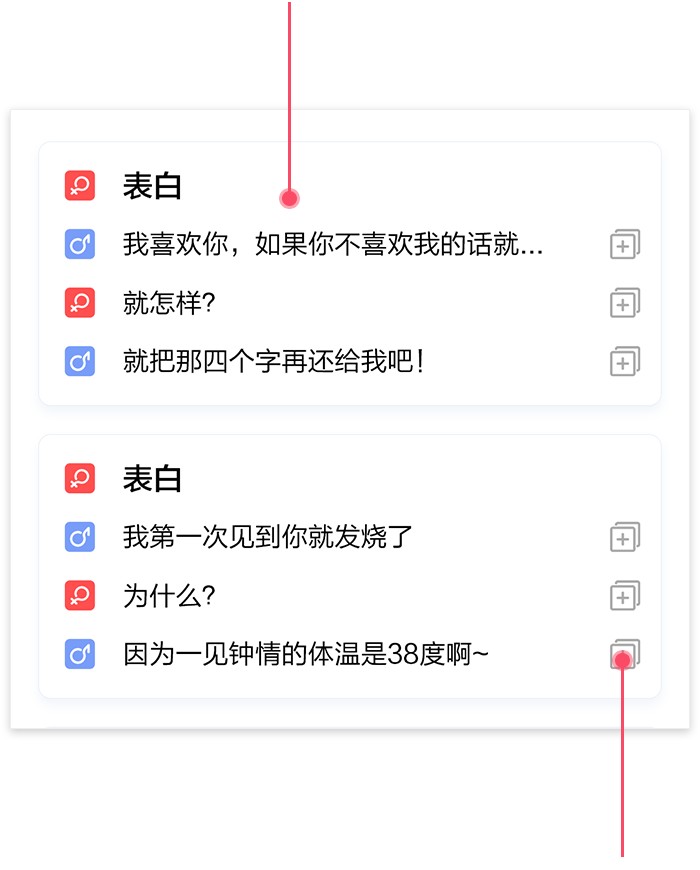 表白
我喜欢你，如果你不喜欢我的话就...
就怎样?
就把那四个字再还给我吧!
表白
我第一次见到你就发烧了
为什么?
因为一见钟情的体温是38度啊~